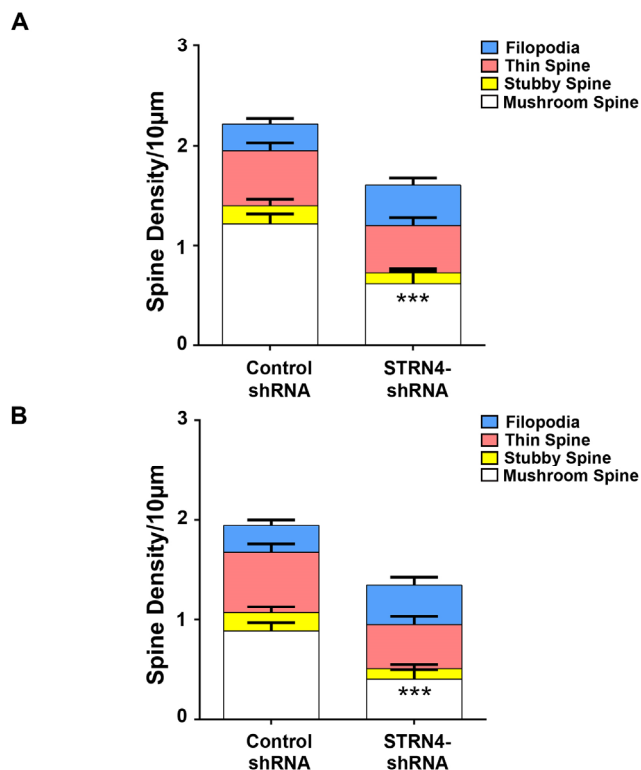 A
Spine Density/10µm
3
2
1
0
Filopodia
Thin Spine
Stubby Spine
Mushroom Spine
***
Control
shRNA
STRN4-
shRNA
B
Spine Density/10µm
3
2
1
0
Filopodia
Thin Spine
Stubby Spine
Mushroom Spine
***
Control
shRNA
STRN4-
shRNA